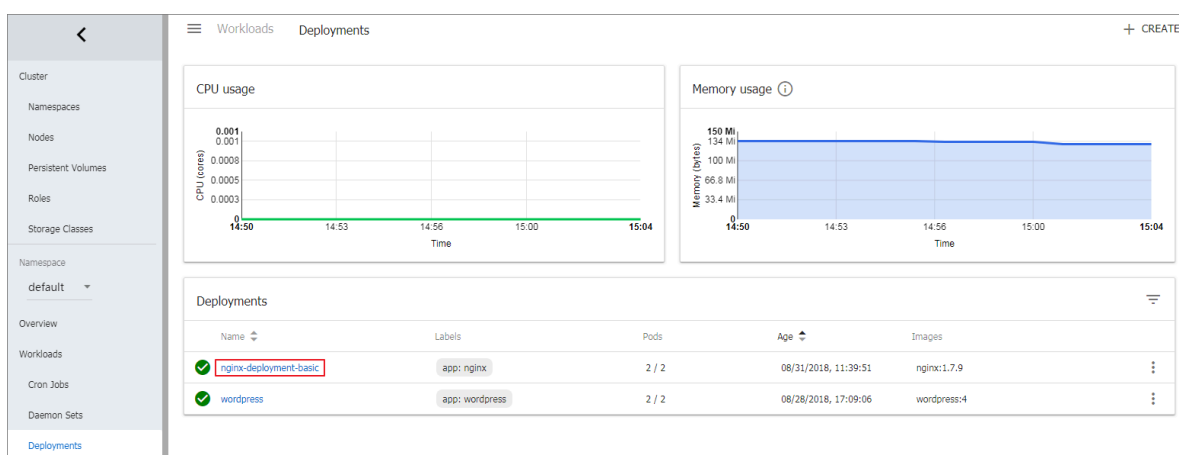 Workloads Deployments + CREATE
Cluster
Namespaces
Nodes
Persistent Volumes
Roles
Storage Classes
Namespace
default
Overview
Workloads
Cron Jobs
Daemon Sets
Deployments
CPU usage
CPU (cores)
0.001
0.001
0.0008
0.0005
0.0003
0
14:50 14:53 14:56 15:00 15:04
Time
Memory usage
Memory (bytes)
150 Mi
134 Mi
100 Mi
66.8 Mi
33.4 Mi
0
14:50 14:53 14:56 15:00 15:04
Time
Deployments
Name Labels Pods Age Images
nginx-deployment-basic app: nginx 2 / 2 08/31/2018, 11:39:51 nginx:1.7.9
wordpress app: wordpress 2 / 2 08/28/2018, 17:09:06 wordpress:4